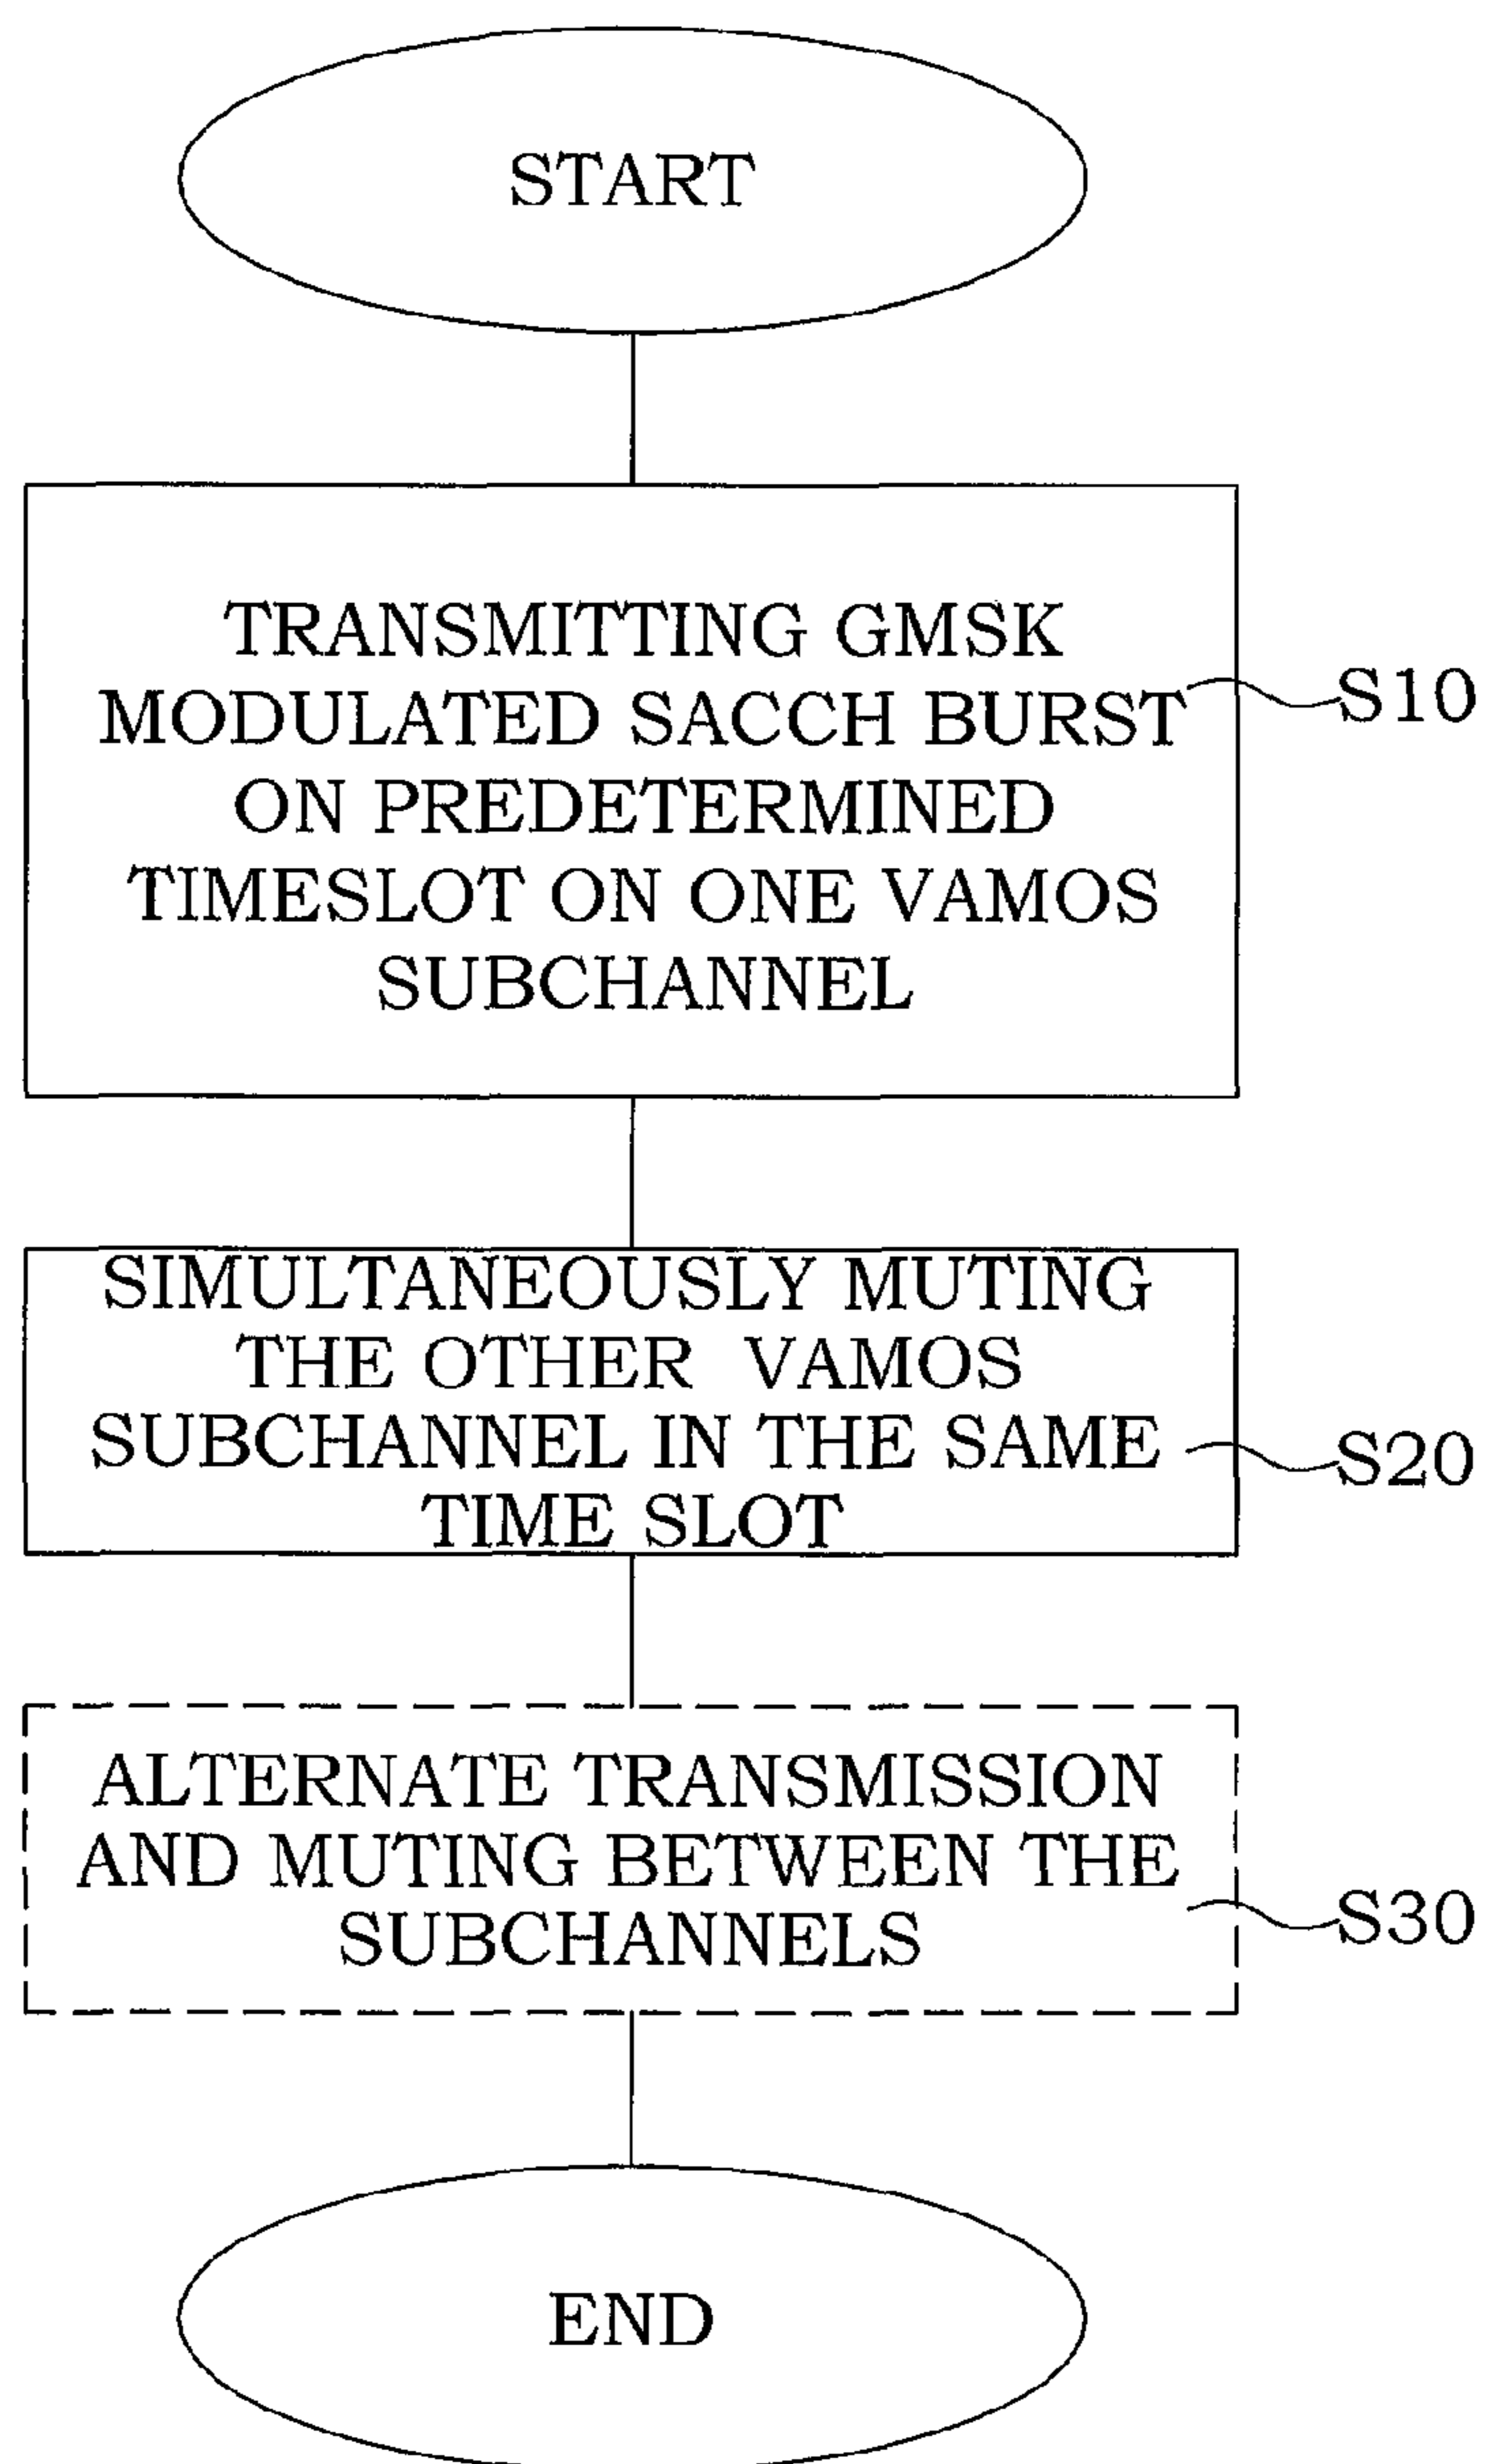 START
TRANSMITTING GMSK
MODULATED SACCH BURST
ON PREDETERMINED
TIMESLOT ON ONE VAMOS
SUBCHANNEL
S10
SIMULTANEOUSLY MUTING
THE OTHER VAMOS
SUBCHANNEL IN THE SAME
TIME SLOT
S20
ALTERNATE TRANSMISSION
AND MUTING BETWEEN THE
SUBCHANNELS
S30
END